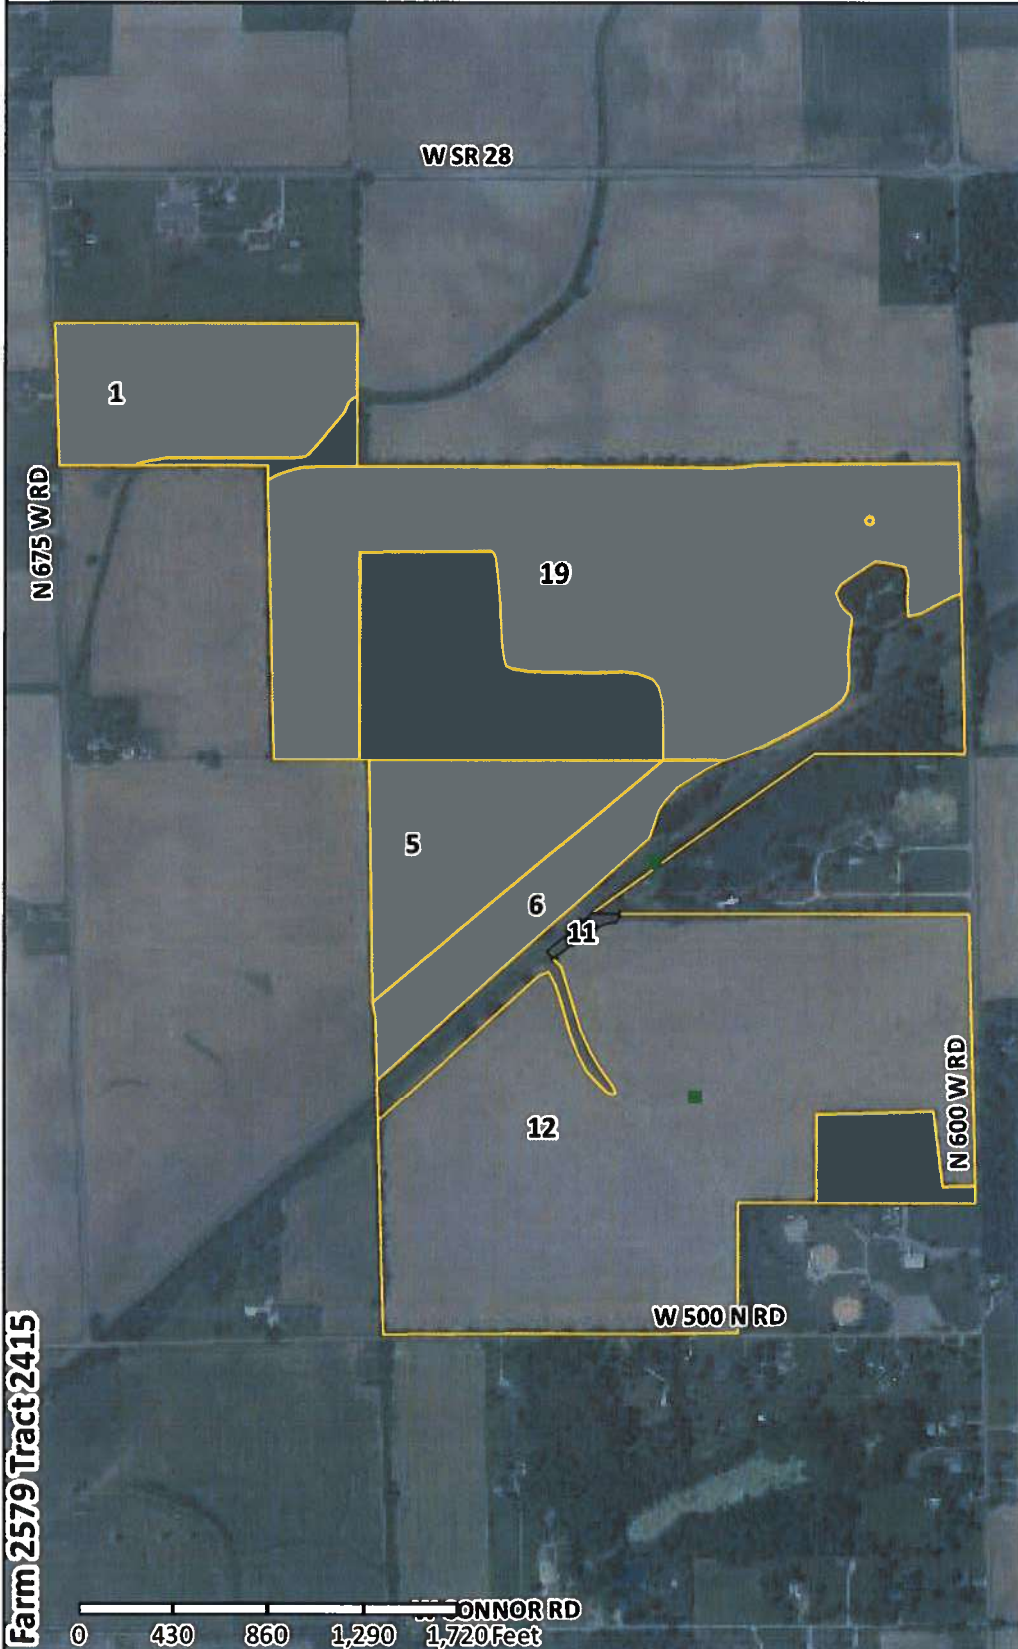 W SR 28
1
N 675 W RD
19
5
6
11
12
N 600 W RD
W 500 N RD
Farm 2579 Tract 2415
ONNOR RD
0 430 860 1,290 1,720 Feet